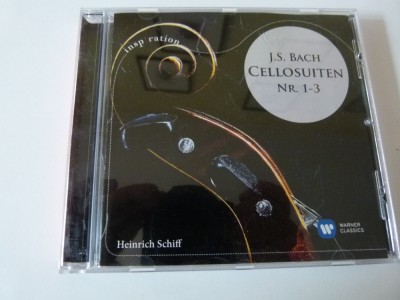 insp ration
J.S. BACH
CELLOSUITEN
NR. 1-3
Heinrich Schiff
WARNER
CLASSICS